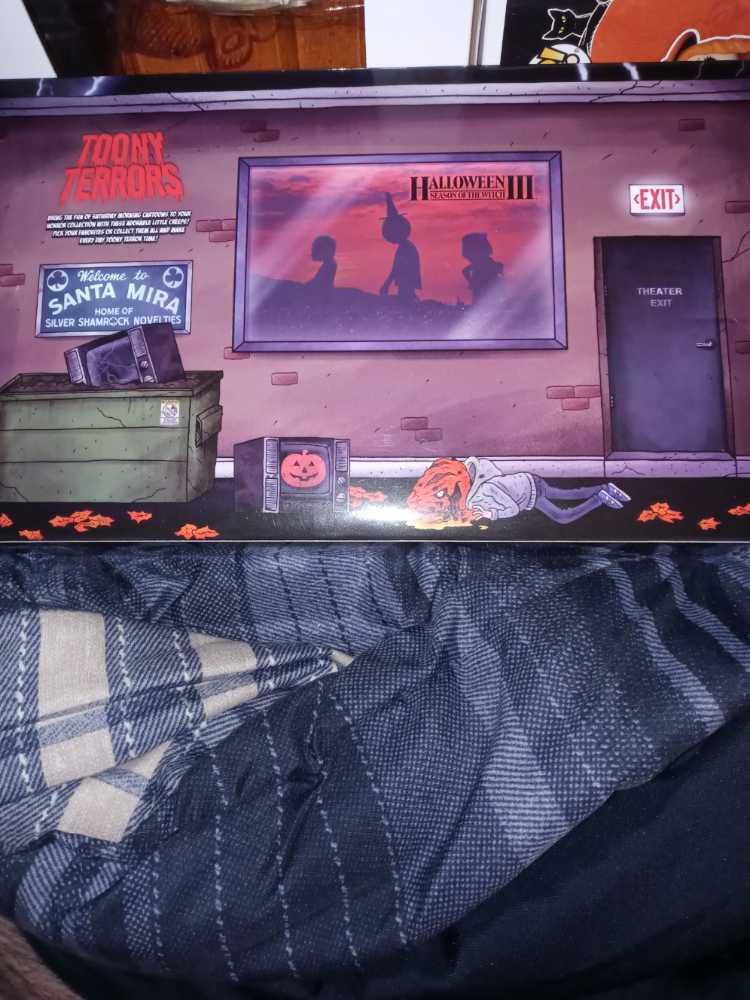 TOONY
TERRORS
BRING THE FUN OF SATURDAY MORNING CARTOONS TO YOUR
HORROR COLLECTION WITH THESE ADORABLE LITTLE CREEPS!
PICK YOUR FAVORITES OR COLLECT THEM ALL AND MAKE
EVERY DAY TOONY TERROR TIME!
HALLOWEEN III
SEASON OF THE WITCH
EXIT
Welcome to
SANTA MIRA
HOME OF
SILVER SHAMROCK NOVELTIES
THEATER
EXIT